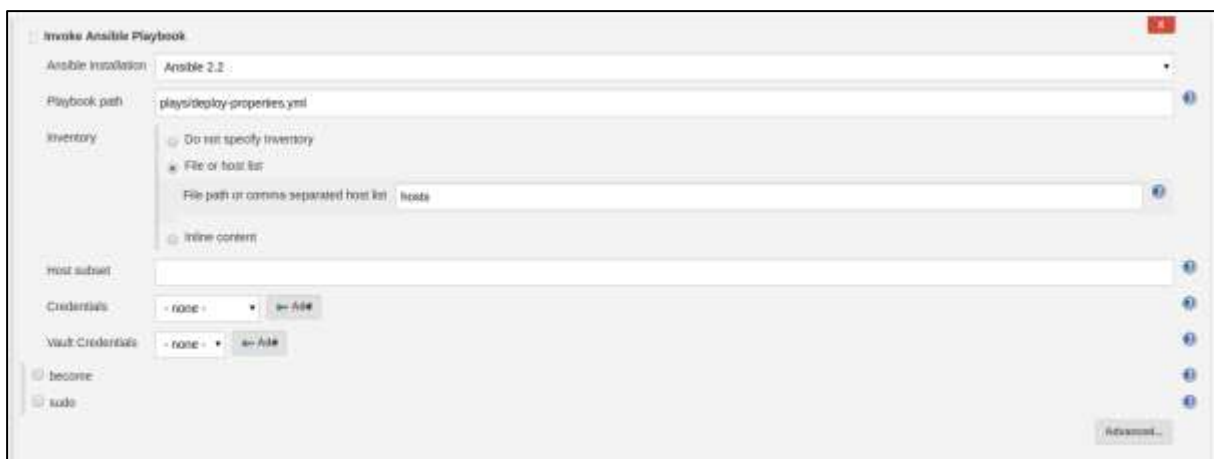 X
Invoke Ansible Playbook
Ansible installation Ansible 2.2
Playbook path plays/deploy-properties.yml
Inventory Do not specify Inventory
File or host list
File path or comma separated host list hosts
Inline content
Host subset
Credentials - none - Add
Vault Credentials - none - Add
become
sudo
Advanced...